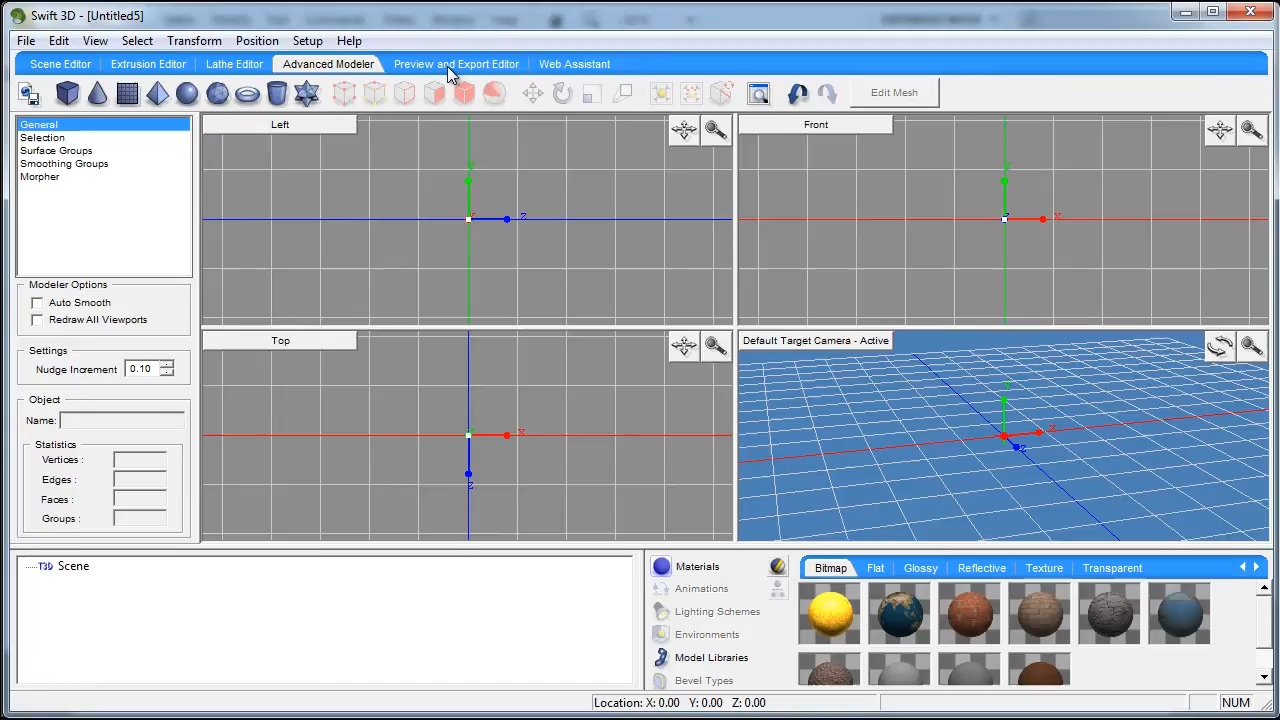 Swift 3D - [Untitled5]
File Edit View Select Transform Position Setup Help
Scene Editor Extrusion Editor Lathe Editor Advanced Modeler Preview and Export Editor Web Assistant
Edit Mesh
General
Selection
Surface Groups
Smoothing Groups
Morpher
Modeler Options
Auto Smooth
Redraw All Viewports
Settings
Nudge Increment 0.10
Object
Name:
Statistics
Vertices :
Edges :
Faces :
Groups :
Left
y
z
Front
y
x
Top
x
z
Default Target Camera - Active
y
x
z
T3D Scene
Materials
Animations
Lighting Schemes
Environments
Model Libraries
Bevel Types
Bitmap Flat Glossy Reflective Texture Transparent
Location: X: 0.00 Y: 0.00 Z: 0.00
NUM